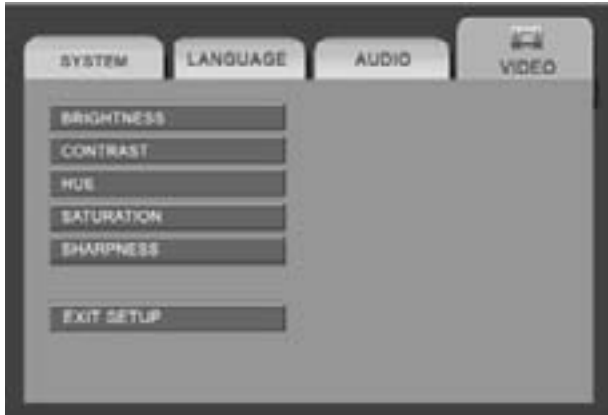 SYSTEM LANGUAGE AUDIO VIDEO
BRIGHTNESS
CONTRAST
HUE
SATURATION
SHARPNESS
EXIT SETUP